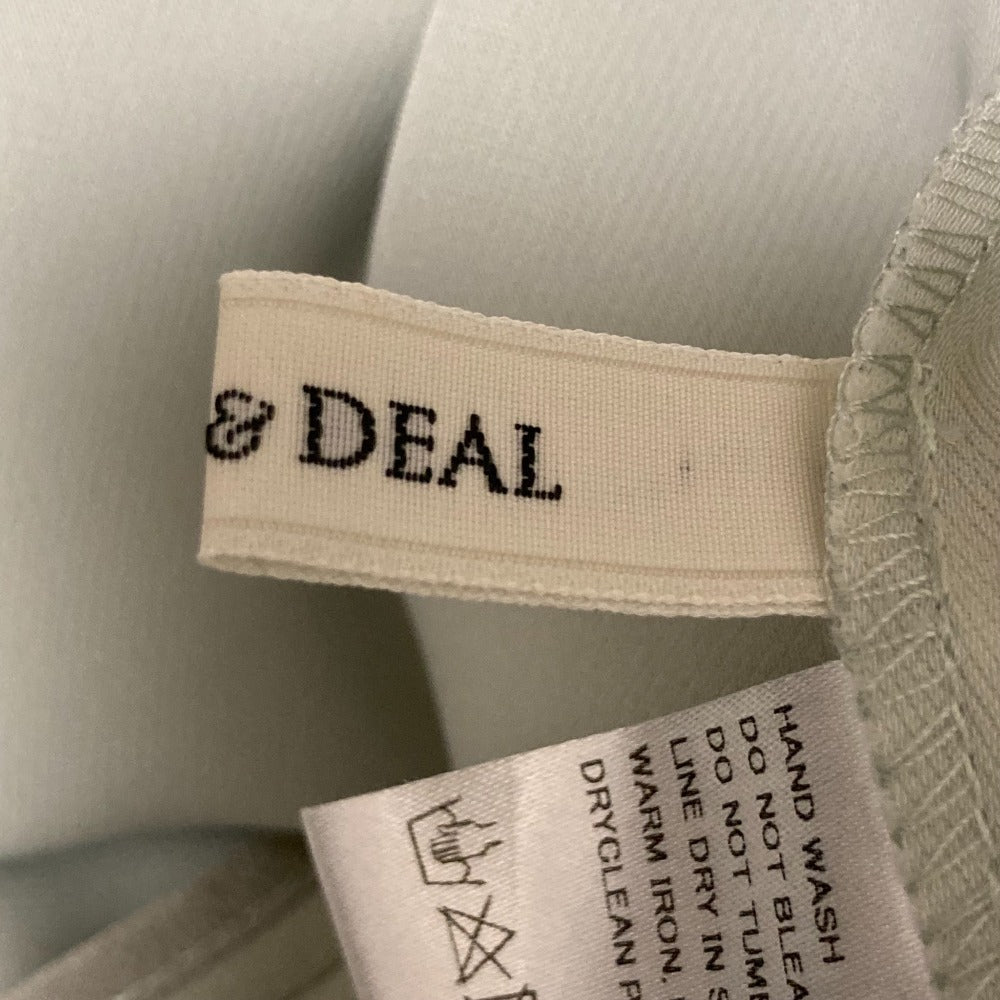 & DEAL
HAND WASH
DO NOT BLEA
DO NOT TUMB
LINE DRY IN S
WARM IRON.
DRYCLEAN